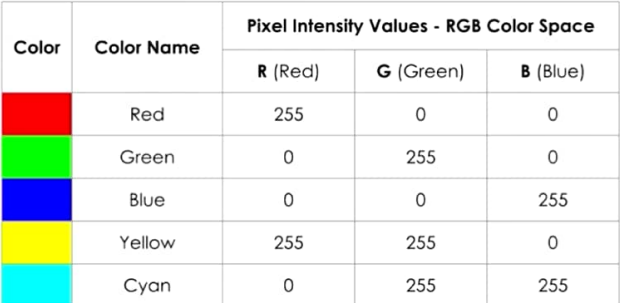 Color Color Name Pixel Intensity Values - RGB Color Space
R (Red) G (Green) B (Blue)
Red 255 0 0
Green 0 255 0
Blue 0 0 255
Yellow 255 255 0
Cyan 0 255 255